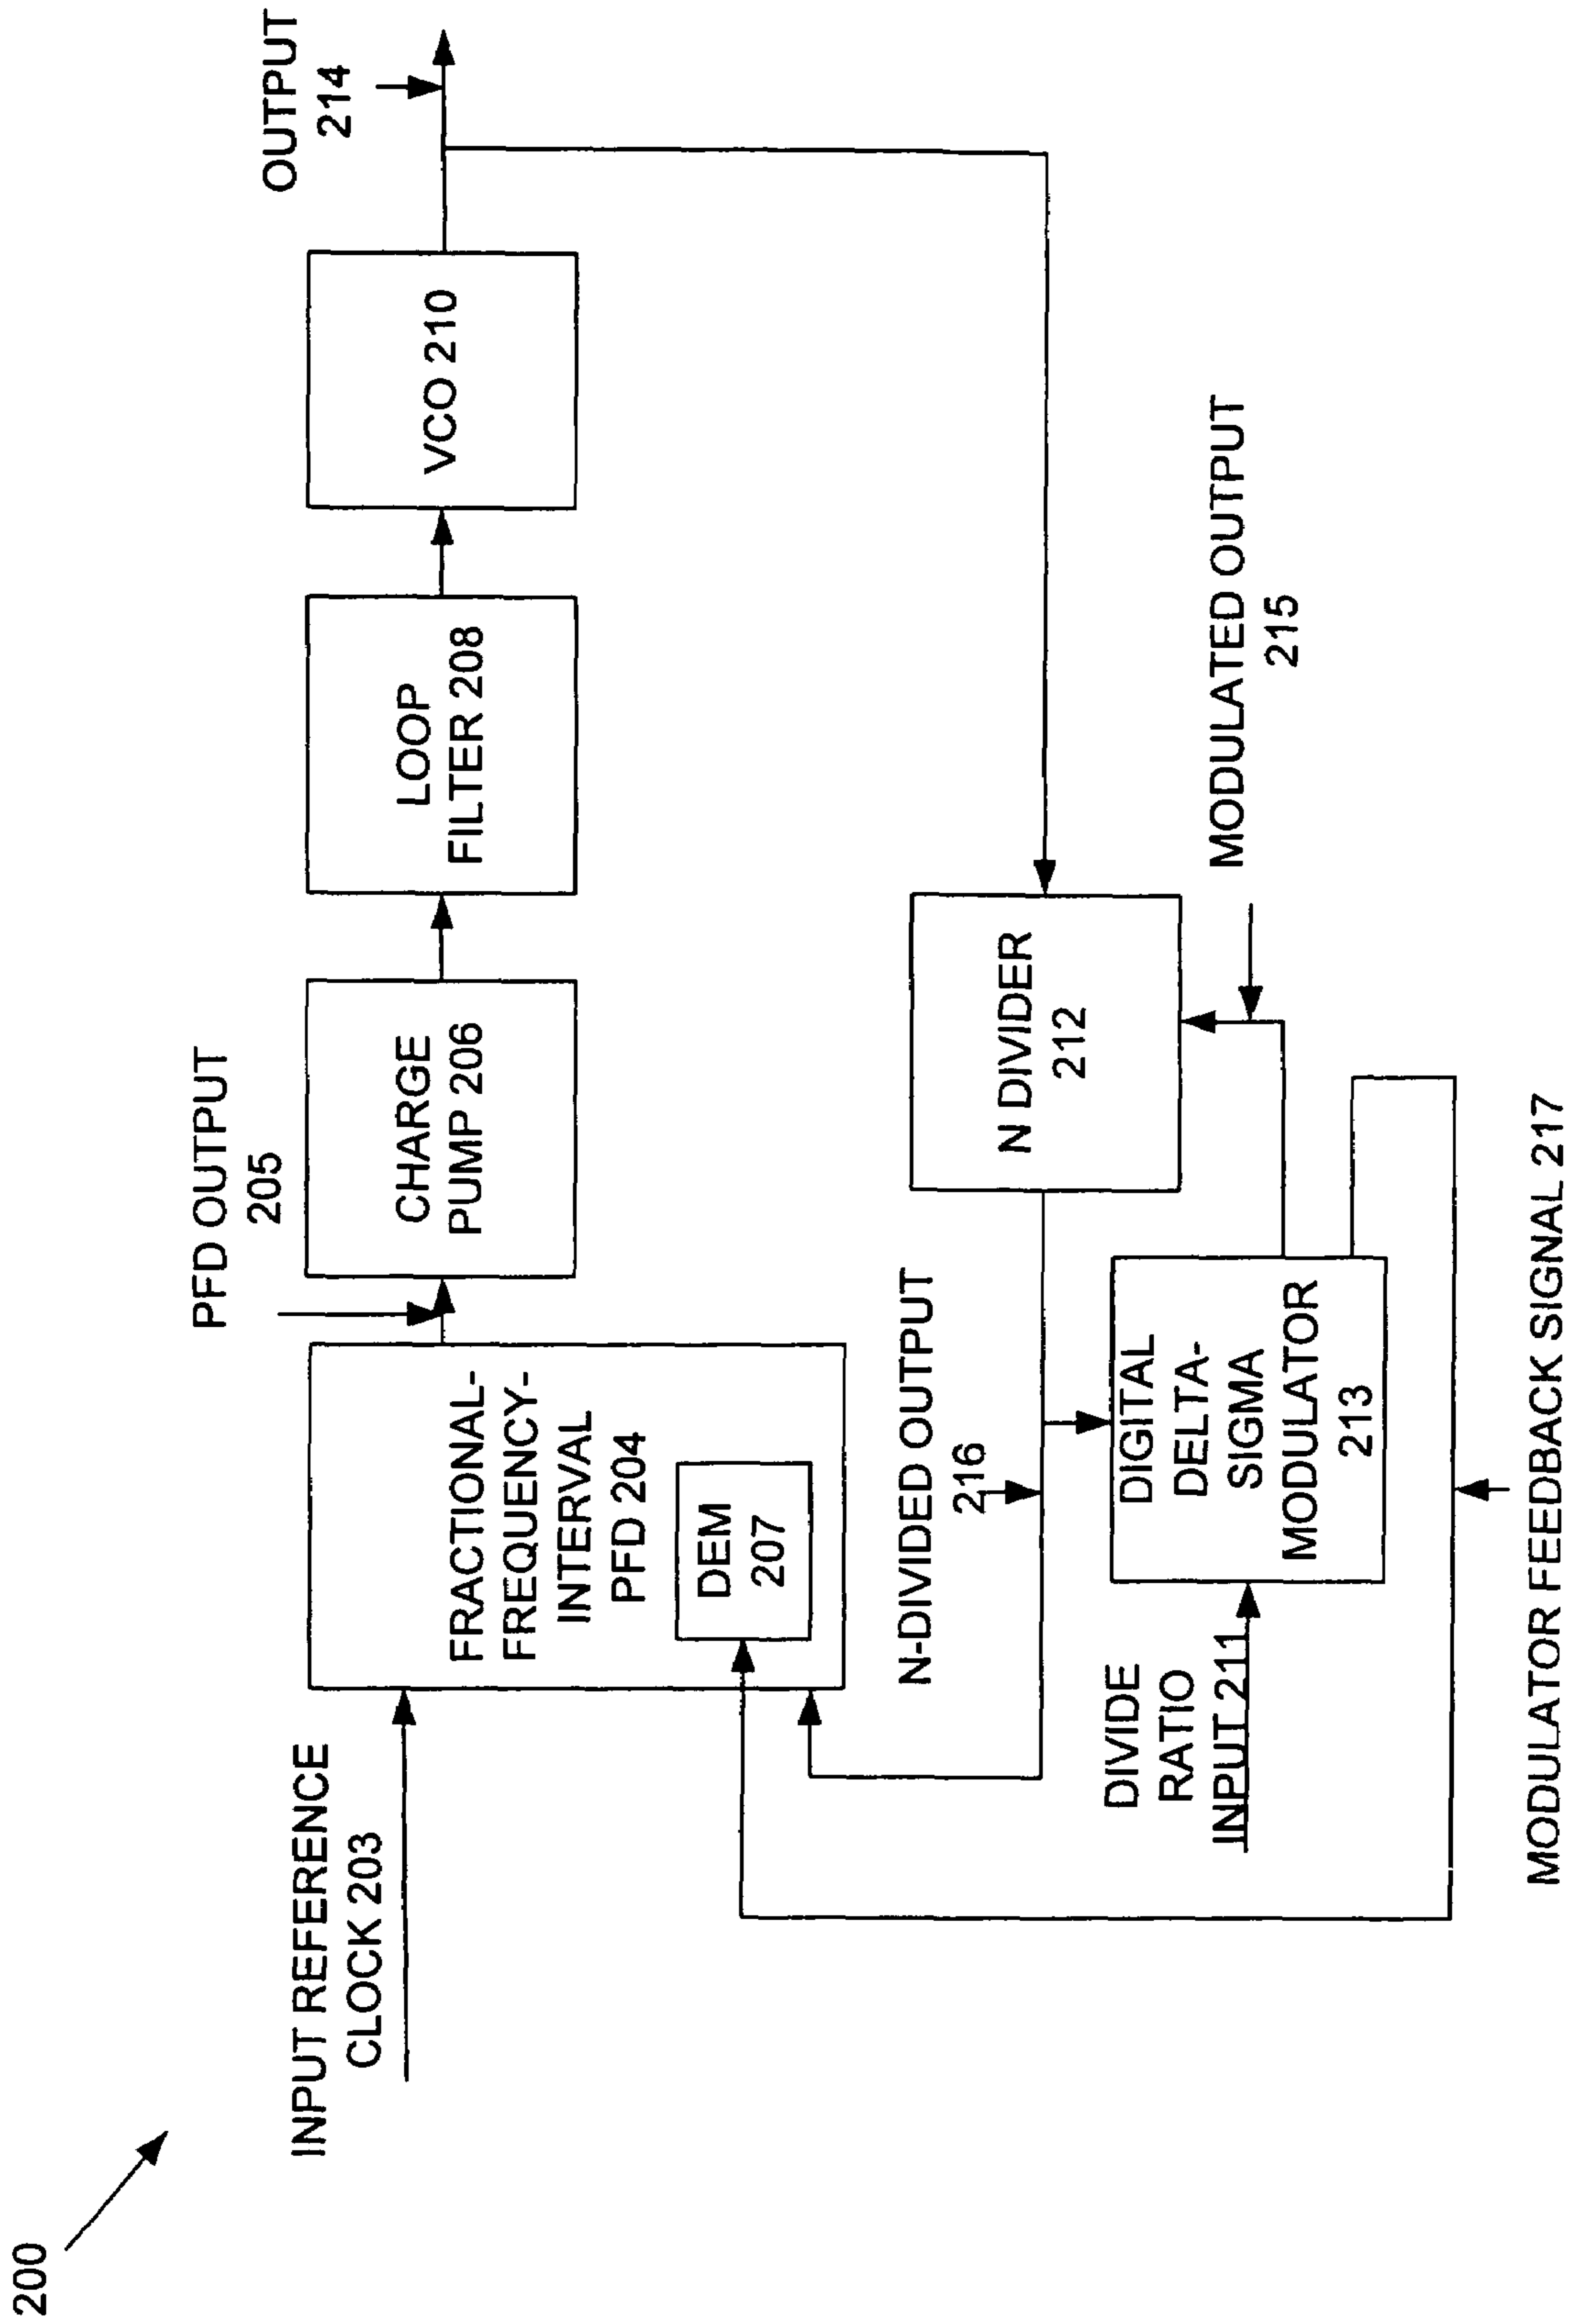 200
INPUT REFERENCE
CLOCK 203
FRACTIONAL-
FREQUENCY-
INTERVAL
PFD 204
DEM
207
PFD OUTPUT
205
CHARGE
PUMP 206
LOOP
FILTER 208
VCO 210
OUTPUT
214
N-DIVIDED OUTPUT
216
N DIVIDER
212
DIVIDE
RATIO
INPUT 211
DIGITAL
DELTA-
SIGMA
MODULATOR
213
MODULATED OUTPUT
215
MODULATOR FEEDBACK SIGNAL 217